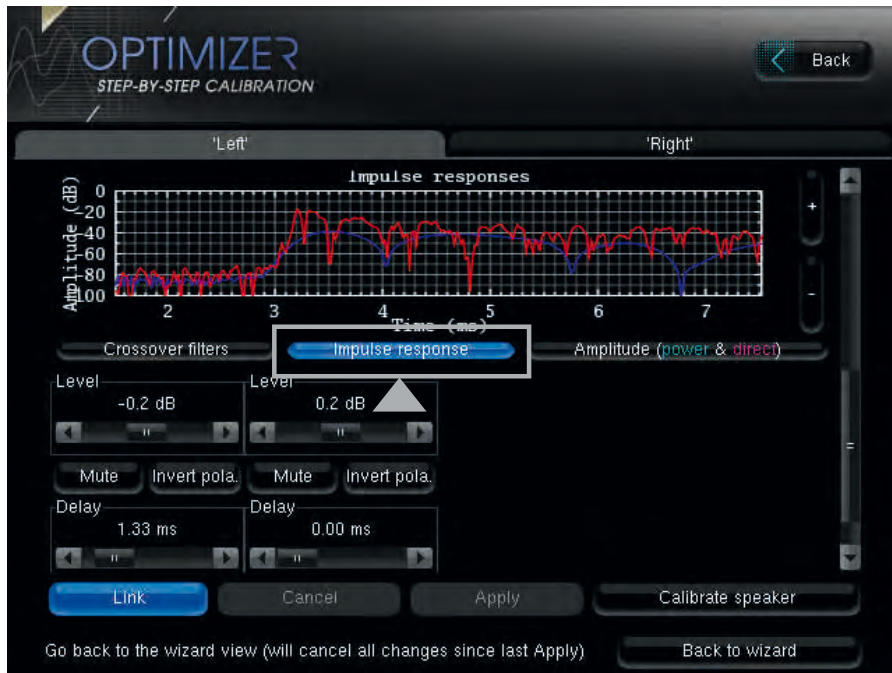 OPTIMIZER
STEP-BY-STEP CALIBRATION
Back
'Left' 'Right'
Impulse responses
Amplitude (dB)
0
-20
-40
-60
-80
-100
2 3 4 5 6 7
Time (ms)
+
-
Crossover filters Impulse response Amplitude (power & direct)
Level Level
-0.2 dB 0.2 dB
Mute Invert pola. Mute Invert pola.
Delay Delay
1.33 ms 0.00 ms
Link Cancel Apply Calibrate speaker
Go back to the wizard view (will cancel all changes since last Apply) Back to wizard